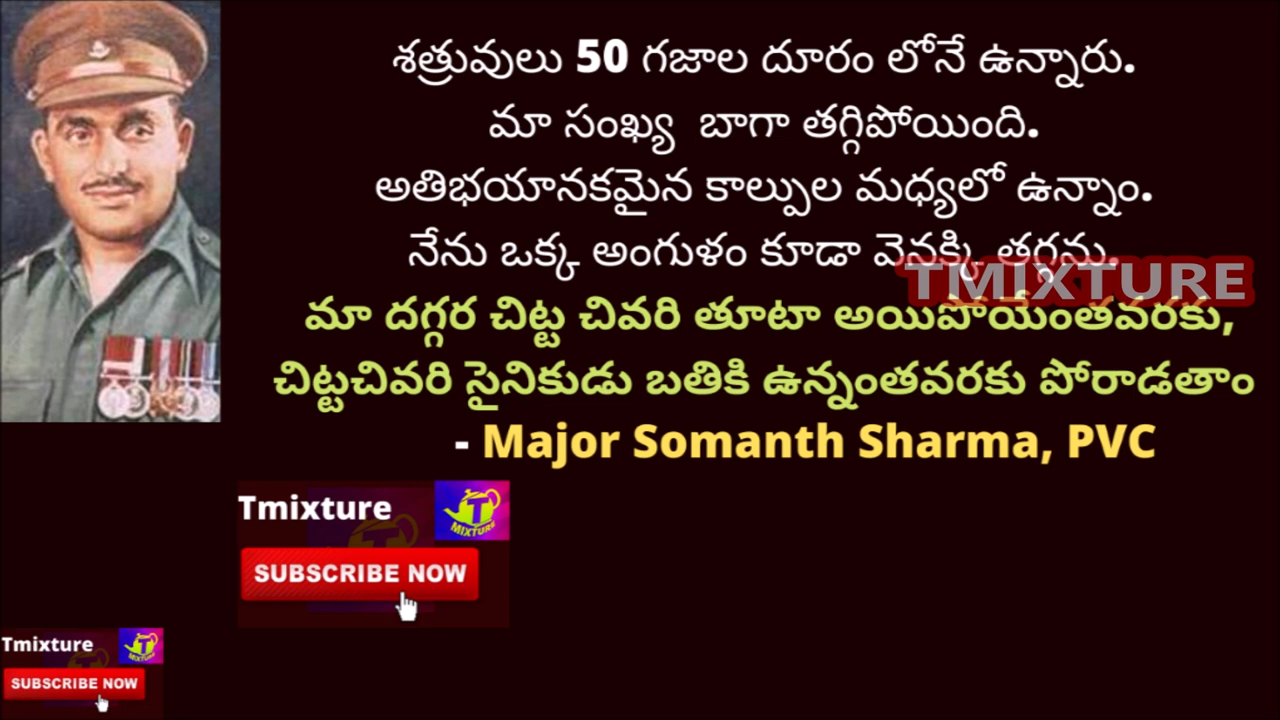 శత్రువులు 50 గజాల దూరం లోనే ఉన్నారు.
మా సంఖ్య బాగా తగ్గిపోయింది.
అతిభయానకమైన కాల్పుల మధ్యలో ఉన్నాం.
నేను ఒక్క అంగుళం కూడా వెనక్కి తగ్గను.
TMIXTURE
మా దగ్గర చిట్ట చివరి తూటా అయిపోయేంతవరకు,
చిట్టచివరి సైనికుడు బతికి ఉన్నంతవరకు పోరాడతాం
- Major Somanth Sharma, PVC
Tmixture
T MIXTURE
SUBSCRIBE NOW
Tmixture
T MIXTURE
SUBSCRIBE NOW